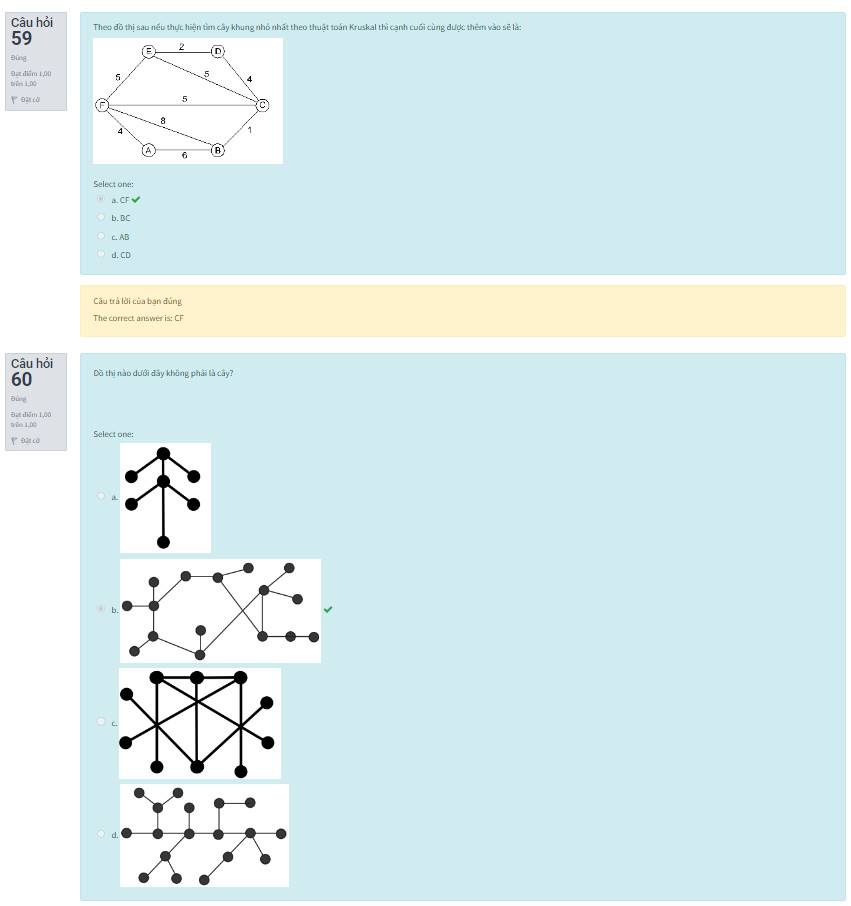 Câu hỏi
59
Đúng
Đạt điểm 1,00
trên 1,00
Đặt cờ
Theo đồ thị sau nếu thực hiện tìm cây khung nhỏ nhất theo thuật toán Kruskal thì cạnh cuối cùng được thêm vào sẽ là:
E 2 D
5 5 4
F 5 C
4 8 1
A 6 B
Select one:
a. CF
b. BC
c. AB
d. CD
Câu trả lời của bạn đúng
The correct answer is: CF
Câu hỏi
60
Đúng
Đạt điểm 1,00
trên 1,00
Đặt cờ
Đồ thị nào dưới đây không phải là cây?
Select one:
a.
b.
c.
d.